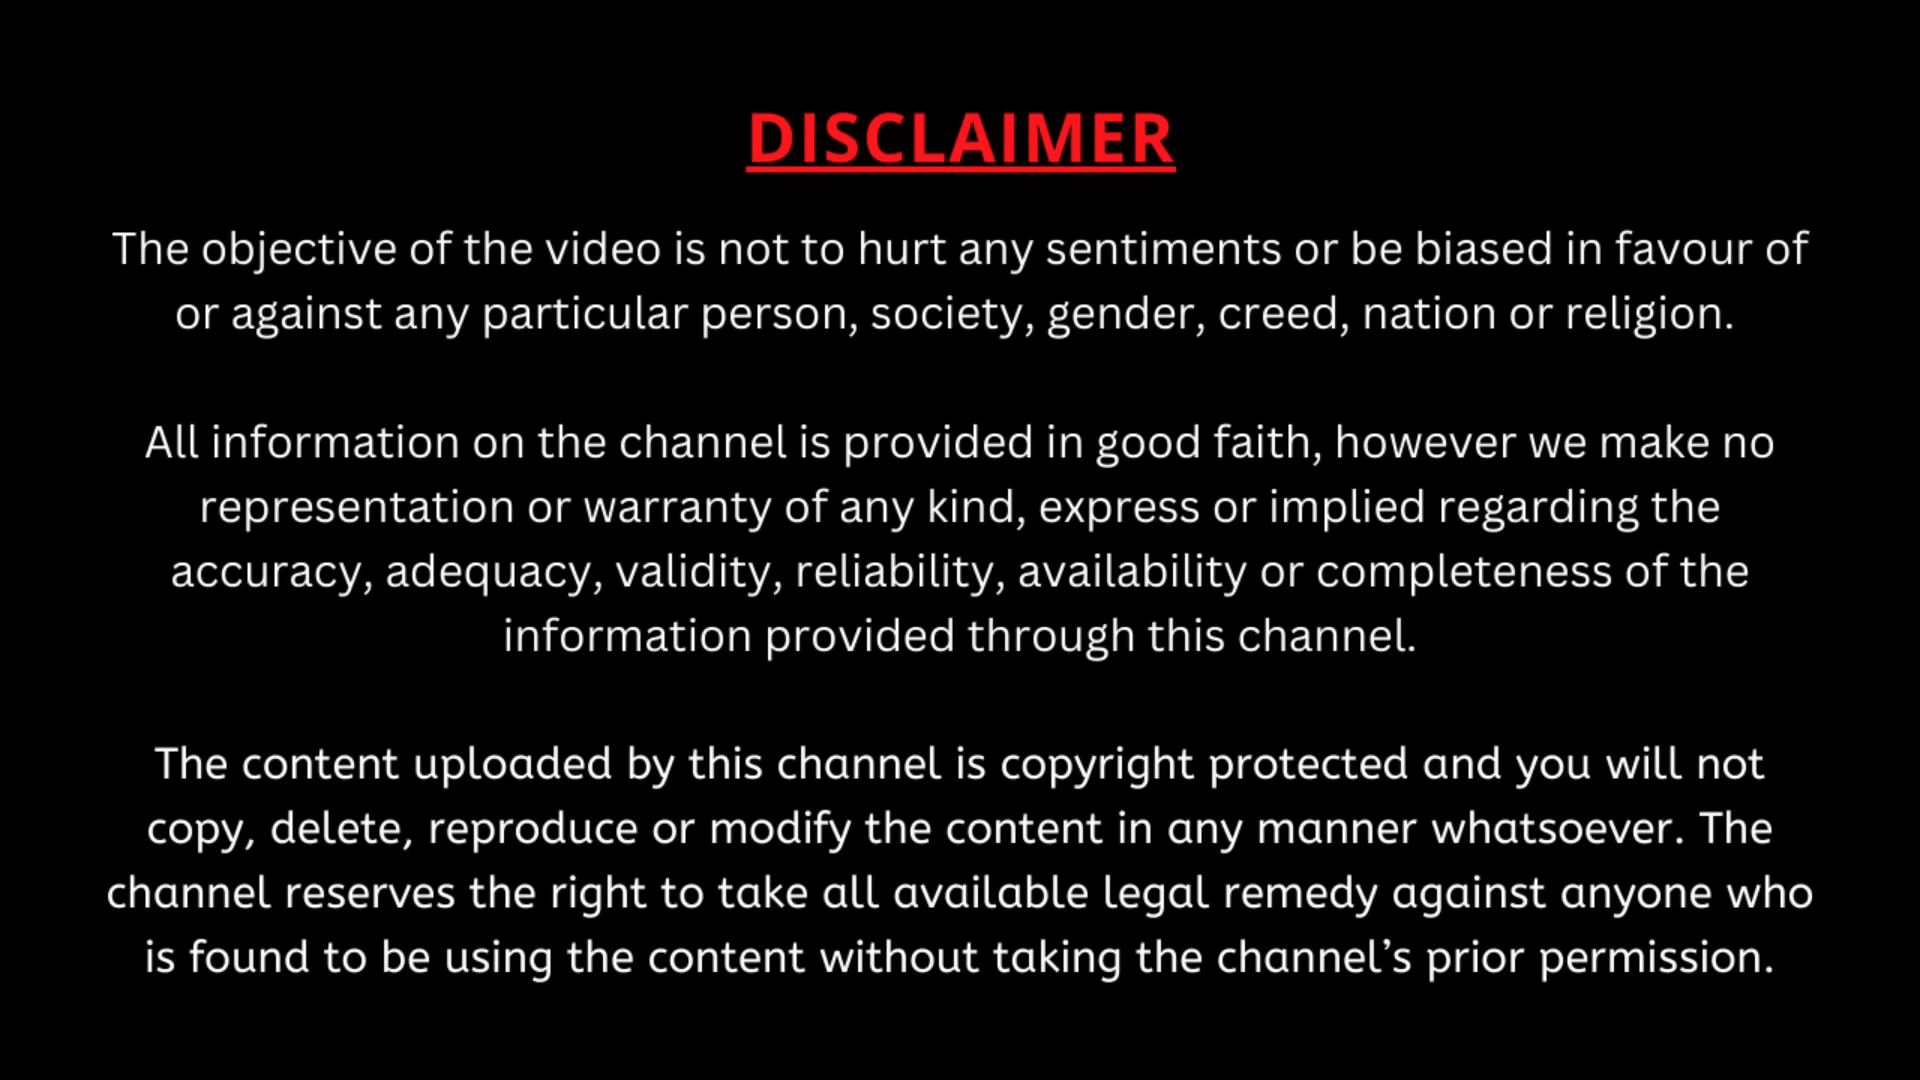 DISCLAIMER
The objective of the video is not to hurt any sentiments or be biased in favour of
or against any particular person, society, gender, creed, nation or religion.
All information on the channel is provided in good faith, however we make no
representation or warranty of any kind, express or implied regarding the
accuracy, adequacy, validity, reliability, availability or completeness of the
information provided through this channel.
The content uploaded by this channel is copyright protected and you will not
copy, delete, reproduce or modify the content in any manner whatsoever. The
channel reserves the right to take all available legal remedy against anyone who
is found to be using the content without taking the channel’s prior permission.